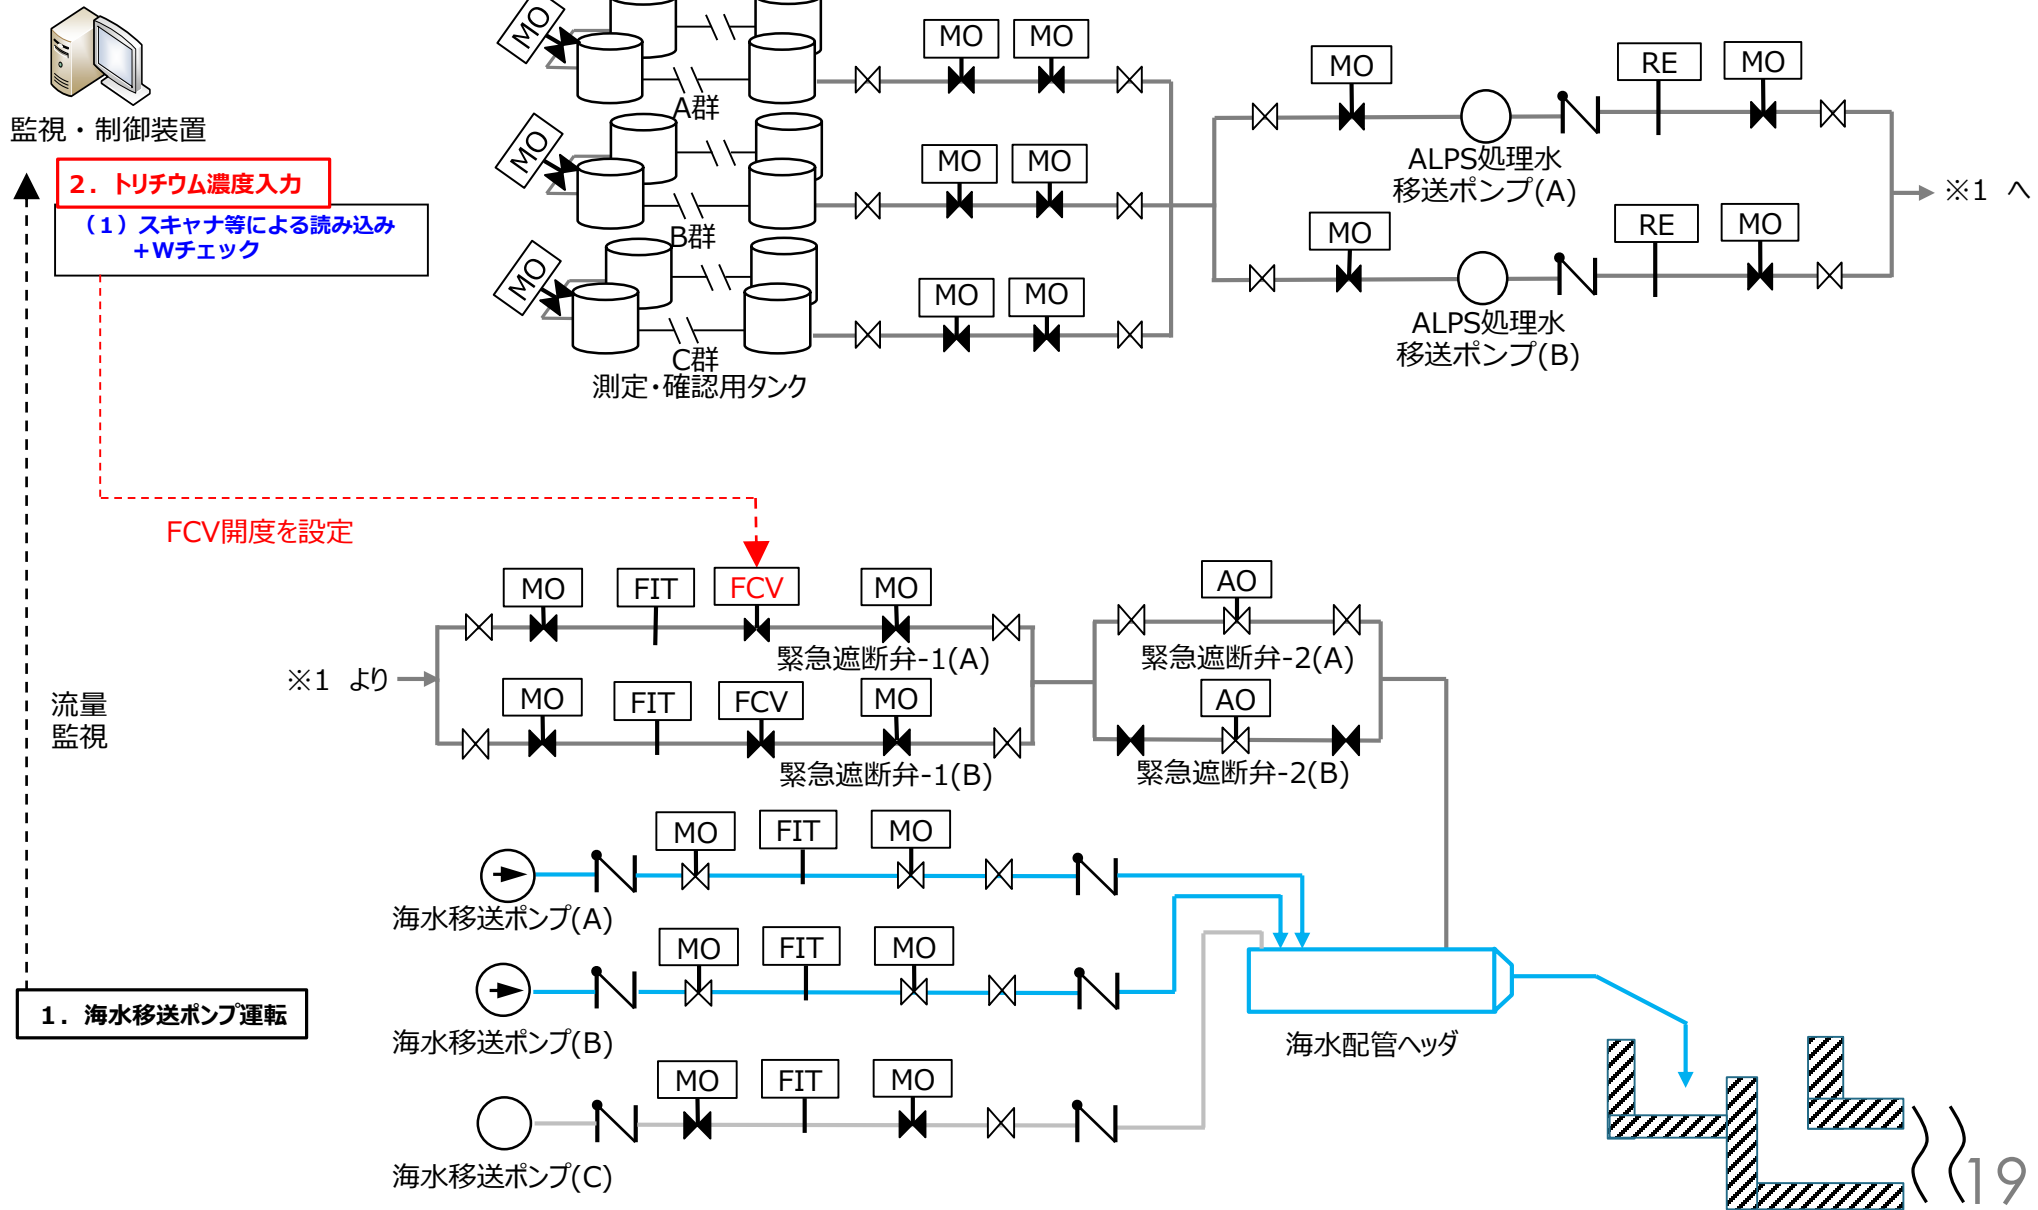 監視・制御装置
2．トリチウム濃度入力
（1）スキャナ等による読み込み
+Wチェック
MO
MO
MO
A群
MO
MO
MO
B群
MO
MO
MO
C群
測定・確認用タンク
MO
RE
MO
ALPS処理水
移送ポンプ(A)
MO
RE
MO
ALPS処理水
移送ポンプ(B)
※1 へ
FCV開度を設定
流量
監視
※1 より
MO
FIT
FCV
MO
緊急遮断弁-1(A)
MO
FIT
FCV
MO
緊急遮断弁-1(B)
AO
緊急遮断弁-2(A)
AO
緊急遮断弁-2(B)
MO
FIT
MO
海水移送ポンプ(A)
MO
FIT
MO
海水移送ポンプ(B)
1．海水移送ポンプ運転
MO
FIT
MO
海水移送ポンプ(C)
海水配管ヘッダ
19